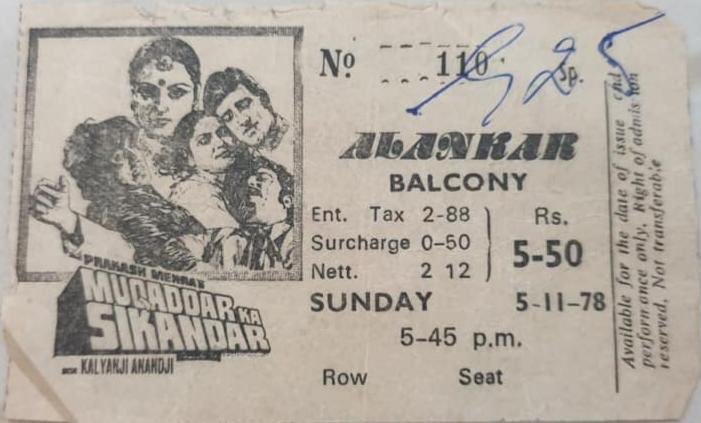 Nº 110 Sp.
ALANKAR
BALCONY
Ent. Tax 2-88
Surcharge 0-50
Nett. 2 12
Rs.
5-50
SUNDAY 5-11-78
5-45 p.m.
Row Seat
PRAKASH MEHRA'S
MUQADDAR KA
SIKANDAR
KALYANJI ANANDJI
Available for the date of issue and
performance only. Right of admission
reserved. Not transferable